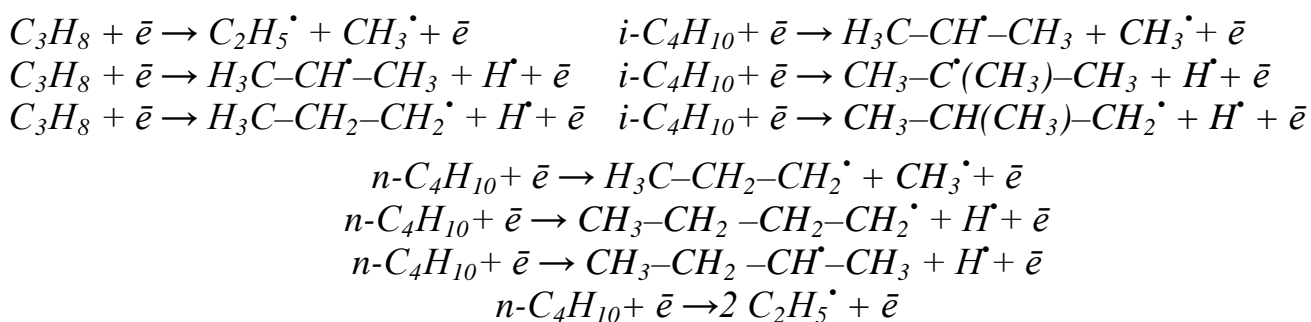 C₃H₈ + ē → C₂H₅• + CH₃• + ē i-C₄H₁₀ + ē → H₃C–CH•–CH₃ + CH₃• + ē
C₃H₈ + ē → H₃C–CH•–CH₃ + H• + ē i-C₄H₁₀ + ē → CH₃–C•(CH₃)–CH₃ + H• + ē
C₃H₈ + ē → H₃C–CH₂–CH₂• + H• + ē i-C₄H₁₀ + ē → CH₃–CH(CH₃)–CH₂• + H• + ē
n-C₄H₁₀ + ē → H₃C–CH₂–CH₂• + CH₃• + ē
n-C₄H₁₀ + ē → CH₃–CH₂ –CH₂–CH₂• + H• + ē
n-C₄H₁₀ + ē → CH₃–CH₂ –CH•–CH₃ + H• + ē
n-C₄H₁₀ + ē →2 C₂H₅• + ē